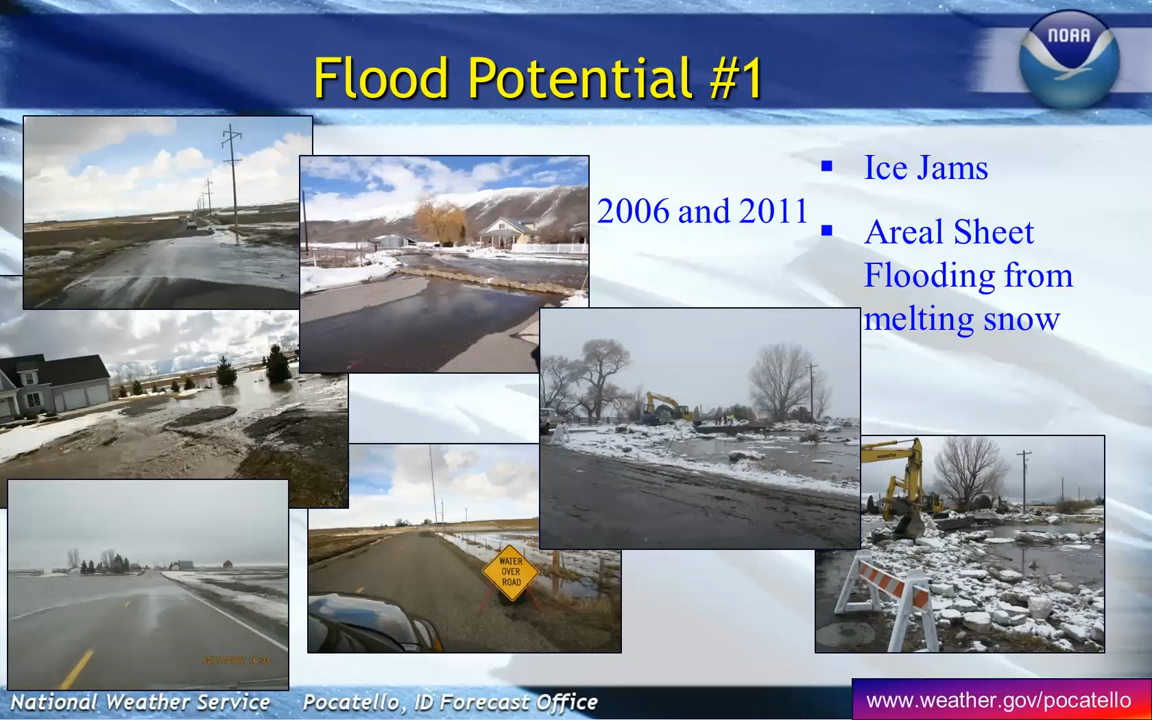 NOAA
Flood Potential #1
2006 and 2011
▪ Ice Jams
▪ Areal Sheet
Flooding from
melting snow
WATER
OVER
ROAD
National Weather Service Pocatello, ID Forecast Office
www.weather.gov/pocatello